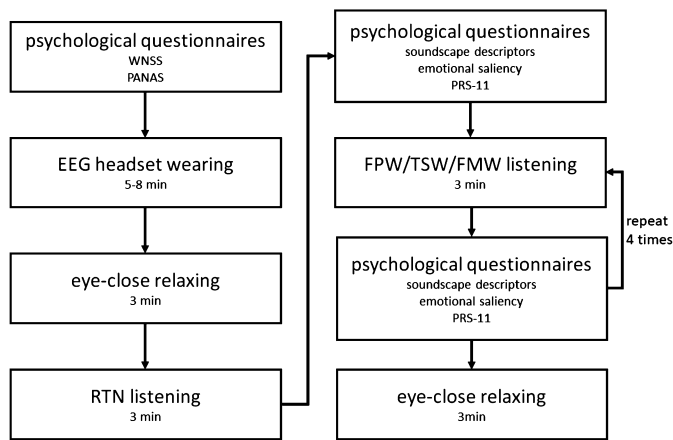 psychological questionnaires
WNSS
PANAS
EEG headset wearing
5-8 min
eye-close relaxing
3 min
RTN listening
3 min
psychological questionnaires
soundscape descriptors
emotional saliency
PRS-11
FPW/TSW/FMW listening
3 min
repeat
4 times
psychological questionnaires
soundscape descriptors
emotional saliency
PRS-11
eye-close relaxing
3min